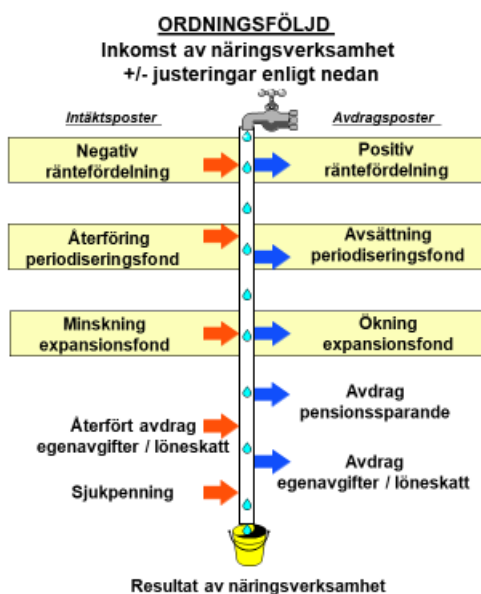 ORDNINGSFÖLJD
Inkomst av näringsverksamhet
+/- justeringar enligt nedan
Intäktsposter
Avdragsposter
Negativ
räntefördelning
Positiv
räntefördelning
Återföring
periodiseringsfond
Avsättning
periodiseringsfond
Minskning
expansionsfond
Ökning
expansionsfond
Avdrag
pensionssparande
Återfört avdrag
egenavgifter / löneskatt
Avdrag
egenavgifter / löneskatt
Sjukpenning
Resultat av näringsverksamhet